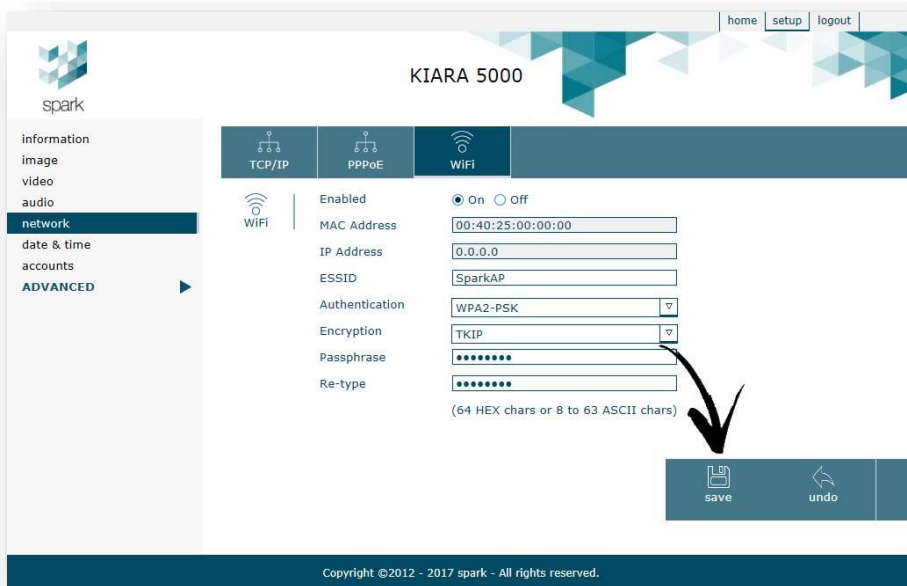 home setup logout
spark
KIARA 5000
information
image
video
audio
network
date & time
accounts
ADVANCED
TCP/IP PPPoE WiFi
WiFi
Enabled On Off
MAC Address 00:40:25:00:00:00
IP Address 0.0.0.0
ESSID SparkAP
Authentication WPA2-PSK
Encryption TKIP
Passphrase ••••••••
Re-type ••••••••
(64 HEX chars or 8 to 63 ASCII chars)
save undo
Copyright ©2012 - 2017 spark - All rights reserved.